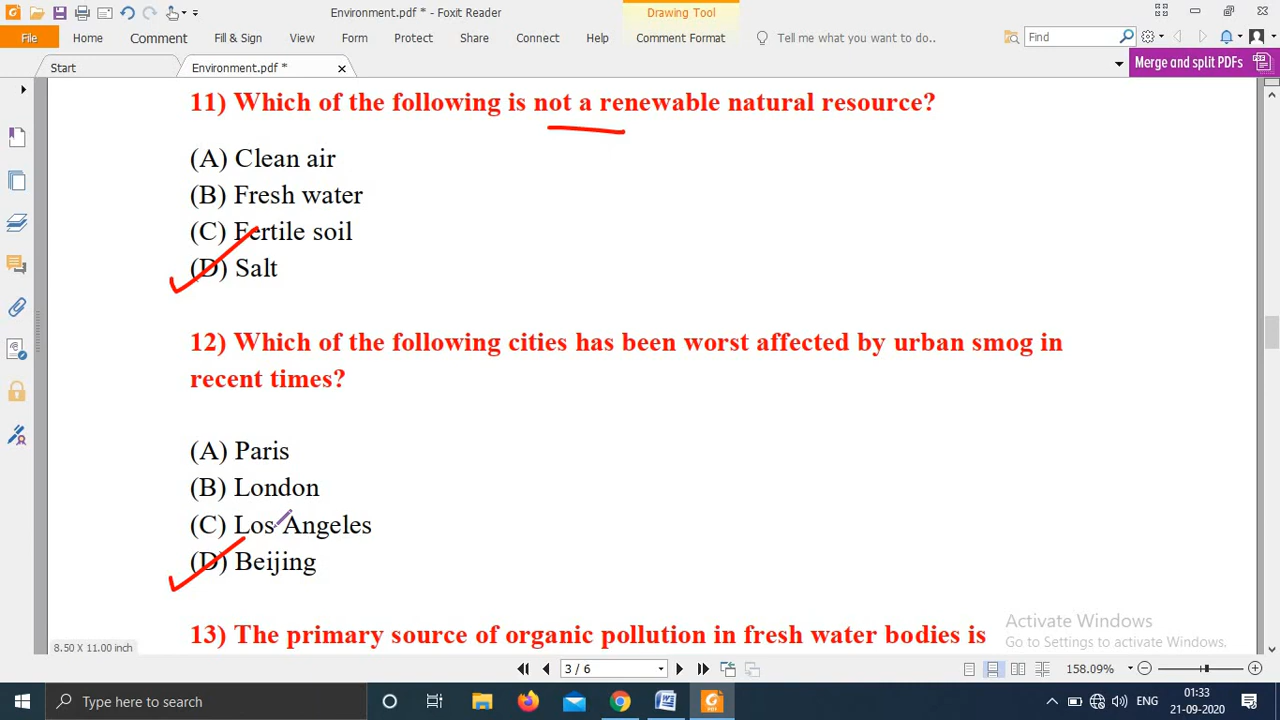 Environment.pdf * - Foxit Reader
Drawing Tool
File
Home
Comment
Fill & Sign
View
Form
Protect
Share
Connect
Help
Comment Format
Tell me what you want to do..
Find
Start
Environment.pdf *
Merge and split PDFs
11) Which of the following is not a renewable natural resource?
(A) Clean air
(B) Fresh water
(C) Fertile soil
(D) Salt
12) Which of the following cities has been worst affected by urban smog in
recent times?
(A) Paris
(B) London
(C) Los Angeles
(D) Beijing
13) The primary source of organic pollution in fresh water bodies is
Activate Windows
Go to Settings to activate Windows.
8.50 x 11.00 inch
3 / 6
158.09%
Type here to search
ENG
01:33
21-09-2020